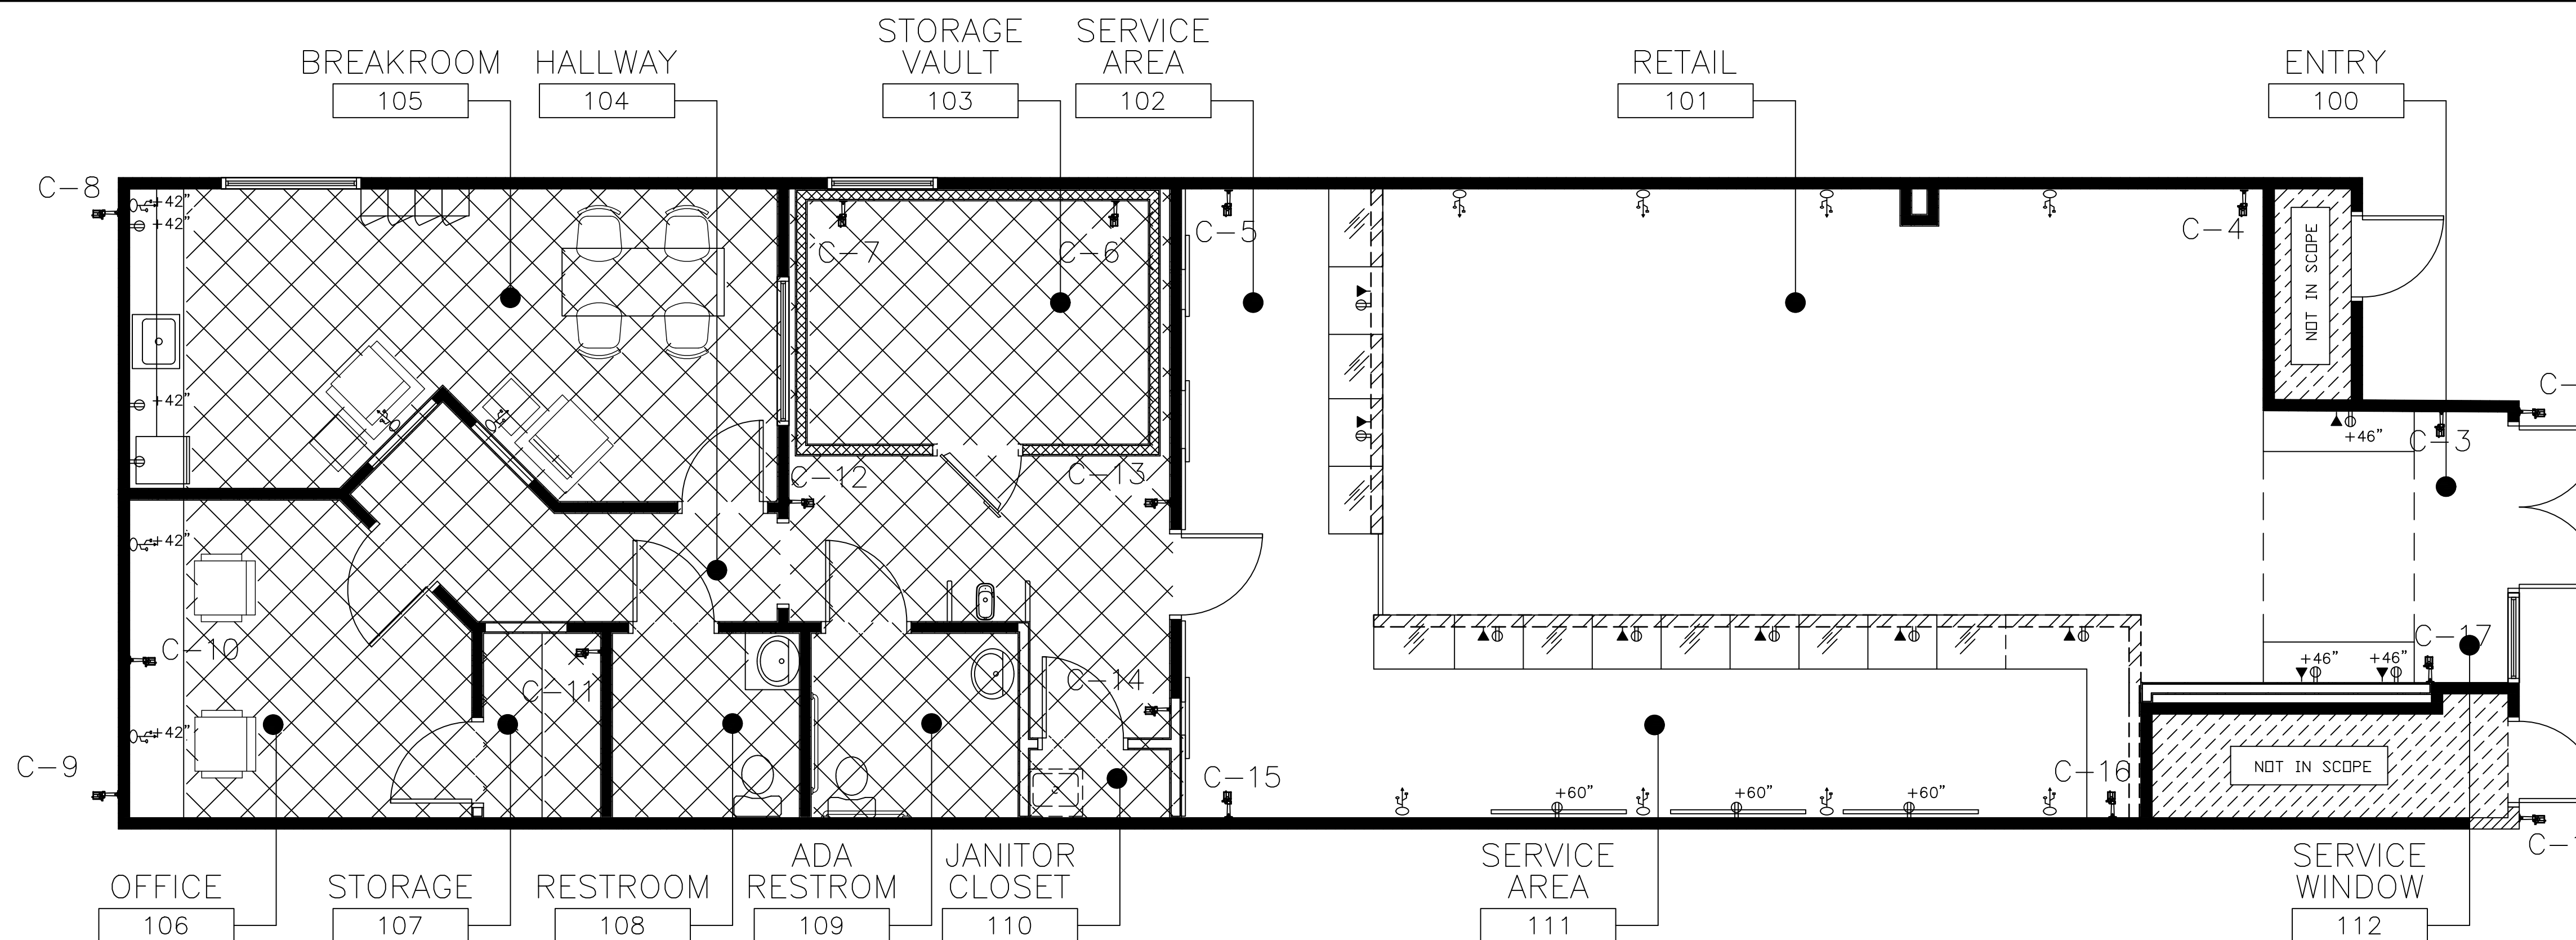 BREAKROOM
105
HALLWAY
104
STORAGE
VAULT
103
SERVICE
AREA
102
RETAIL
101
ENTRY
100
C-8
+42"
+42"
C-7
C-6
C-5
C-4
NOT IN SCOPE
C-
+42"
+46"
C-3
C-12
C-13
+42"
C-10
C-11
C-14
+46"
+46"
C-17
+42"
C-9
C-15
+60"
+60"
+60"
C-16
NOT IN SCOPE
C-1
OFFICE
106
STORAGE
107
RESTROOM
108
ADA
RESTROM
109
JANITOR
CLOSET
110
SERVICE
AREA
111
SERVICE
WINDOW
112